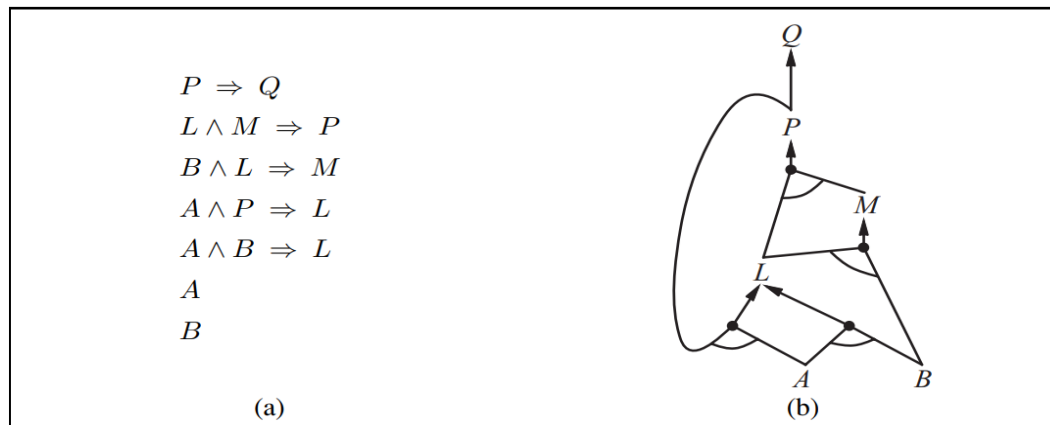 P ⇒ Q
L ∧ M ⇒ P
B ∧ L ⇒ M
A ∧ P ⇒ L
A ∧ B ⇒ L
A
B
(a)
Q
P
M
L
A
B
(b)